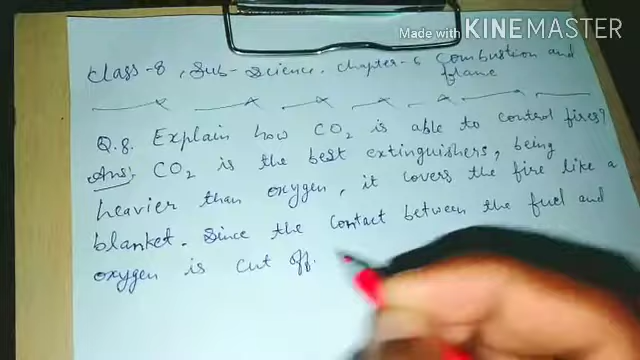 Made with KINEMASTER
Class-8, Sub- Science. Chapter-6 Combustion and
flame
Q.8. Explain how CO2 is able to control fires?
Ans: CO2 is the best extinguishers, being
heavier than oxygen, it covers the fire like a
blanket. Since the contact between the fuel and
oxygen is cut off.